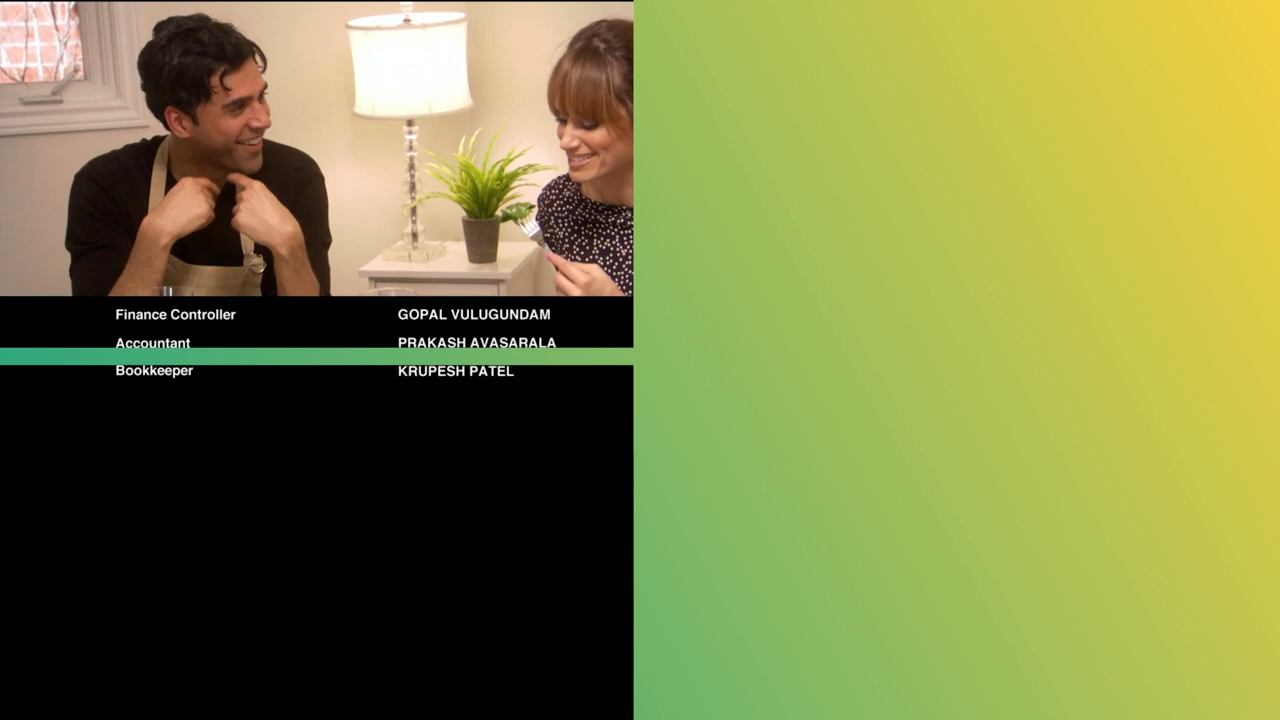 Finance Controller GOPAL VULUGUNDAM
Accountant PRAKASH AVASARALA
Bookkeeper KRUPESH PATEL